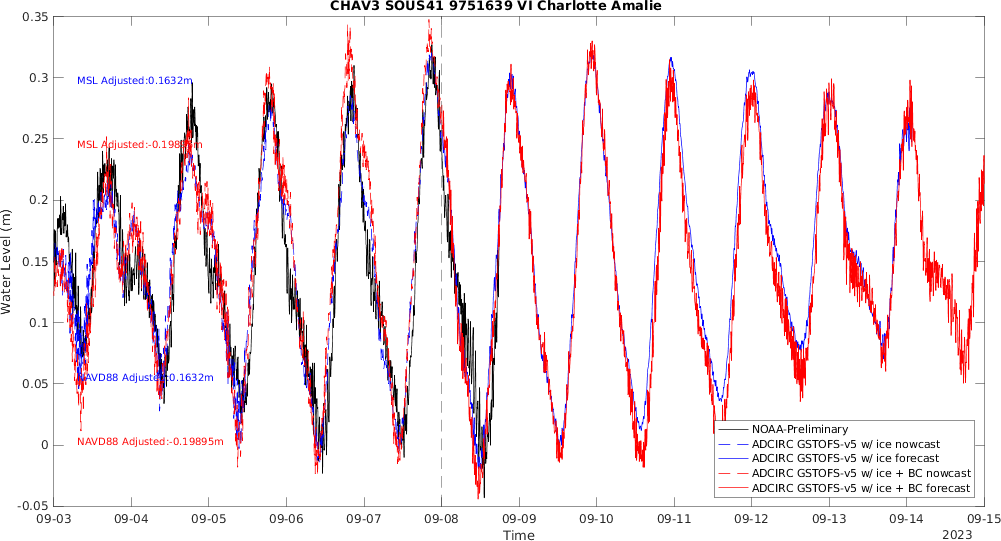 CHAV3 SOUS41 9751639 VI Charlotte Amalie
0.35
0.3
0.25
0.2
0.15
0.1
0.05
0
-0.05
Water Level (m)
MSL Adjusted:0.1632m
MSL Adjusted:-0.19895m
NAVD88 Adjusted:0.1632m
NAVD88 Adjusted:-0.19895m
NOAA-Preliminary
ADCIRC GSTOFS-v5 w/ ice nowcast
ADCIRC GSTOFS-v5 w/ ice forecast
ADCIRC GSTOFS-v5 w/ ice + BC nowcast
ADCIRC GSTOFS-v5 w/ ice + BC forecast
09-03 09-04 09-05 09-06 09-07 09-08 09-09 09-10 09-11 09-12 09-13 09-14 09-15
Time
2023